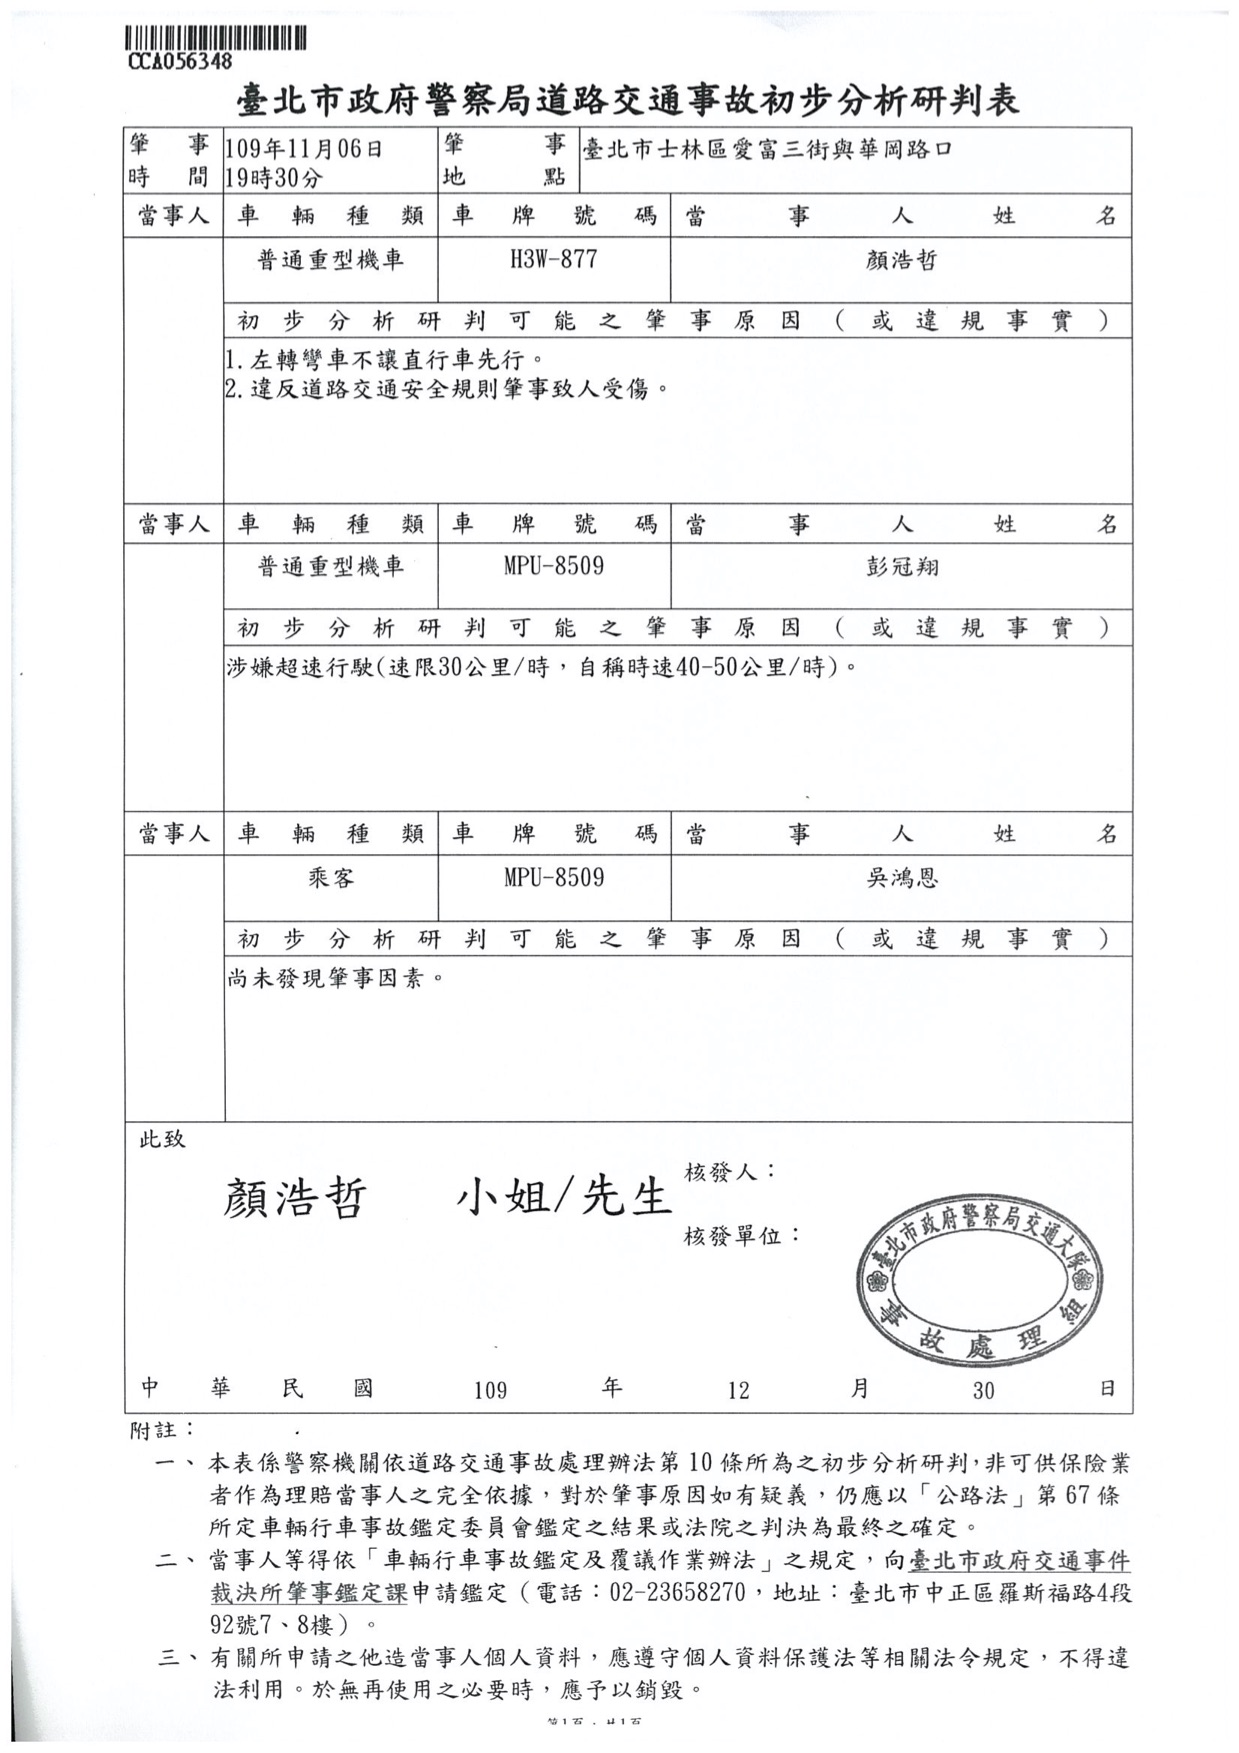 CCA056348
臺北市政府警察局道路交通事故初步分析研判表
肇事時間 109年11月06日 19時30分 肇事地點 臺北市士林區愛富三街與華岡路口
當事人 車輛種類 車牌號碼 當事人姓名
普通重型機車 H3W-877 顏浩哲
初步分析研判可能之肇事原因(或違規事實)
1.左轉彎車不讓直行車先行。
2.違反道路交通安全規則肇事致人受傷。
當事人 車輛種類 車牌號碼 當事人姓名
普通重型機車 MPU-8509 彭冠翔
初步分析研判可能之肇事原因(或違規事實)
涉嫌超速行駛(速限30公里/時，自稱時速40-50公里/時)。
當事人 車輛種類 車牌號碼 當事人姓名
乘客 MPU-8509 吳鴻恩
初步分析研判可能之肇事原因(或違規事實)
尚未發現肇事因素。
此致
顏浩哲 小姐/先生
核發人：
核發單位：
臺北市政府警察局交通大隊
事故處理組
中華民國 109 年 12 月 30 日
附註：
一、本表係警察機關依道路交通事故處理辦法第10條所為之初步分析研判，非可供保險業
者作為理賠當事人之完全依據，對於肇事原因如有疑義，仍應以「公路法」第67條
所定車輛行車事故鑑定委員會鑑定之結果或法院之判決為最終之確定。
二、當事人等得依「車輛行車事故鑑定及覆議作業辦法」之規定，向臺北市政府交通事件
裁決所肇事鑑定課申請鑑定（電話：02-23658270，地址：臺北市中正區羅斯福路4段
92號7、8樓）。
三、有關所申請之他造當事人個人資料，應遵守個人資料保護法等相關法令規定，不得違
法利用。於無再使用之必要時，應予以銷毀。